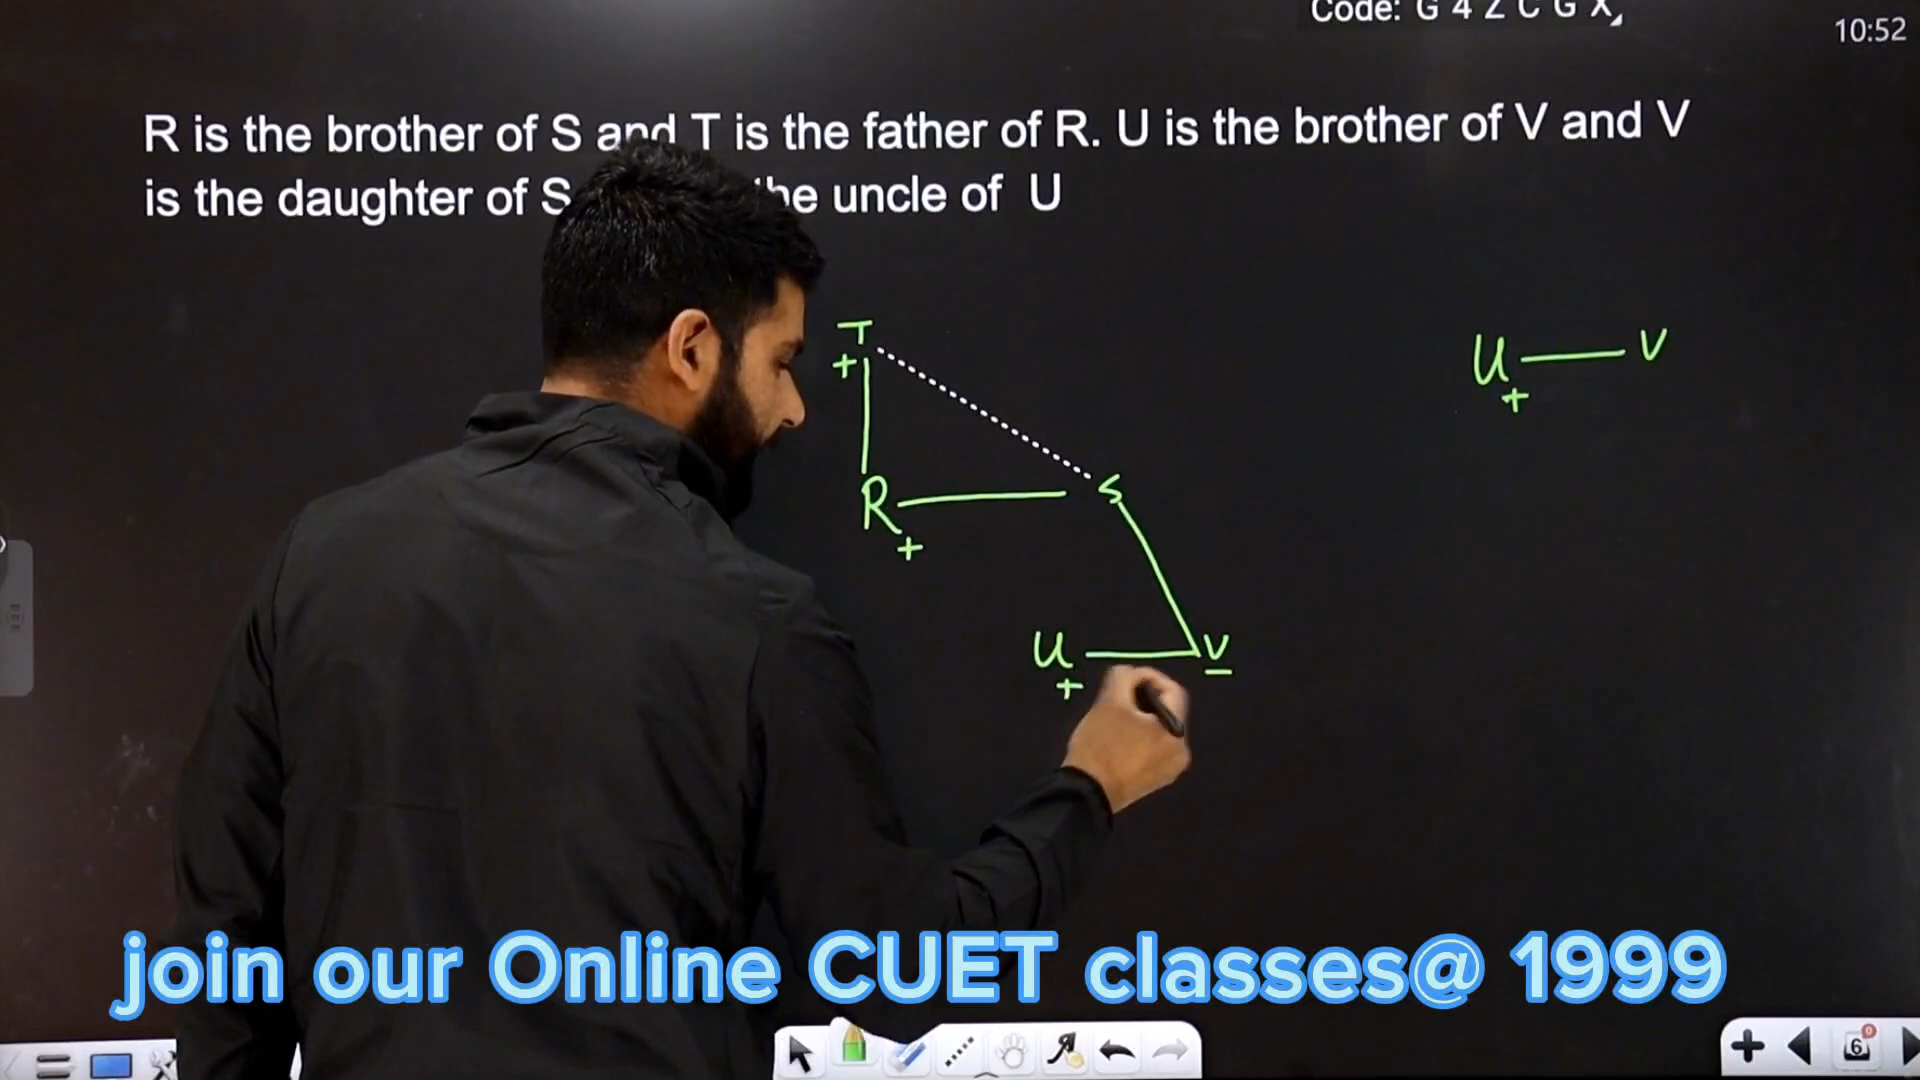 Code: G 4 Z C G X
10:52
R is the brother of S and T is the father of R. U is the brother of V and V
is the daughter of S the uncle of U
T
+
U V
+
R S
+
U V
+ −
6
join our Online CUET classes@ 1999